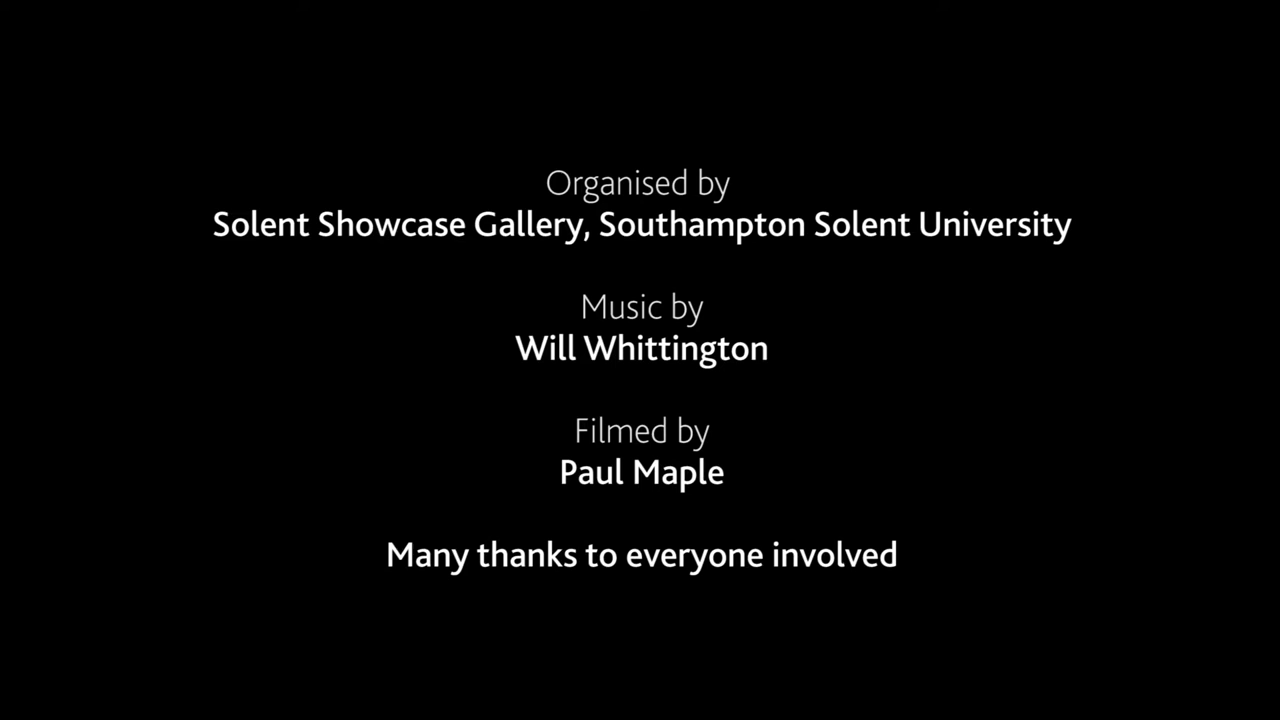 Organised by
Solent Showcase Gallery, Southampton Solent University
Music by
Will Whittington
Filmed by
Paul Maple
Many thanks to everyone involved